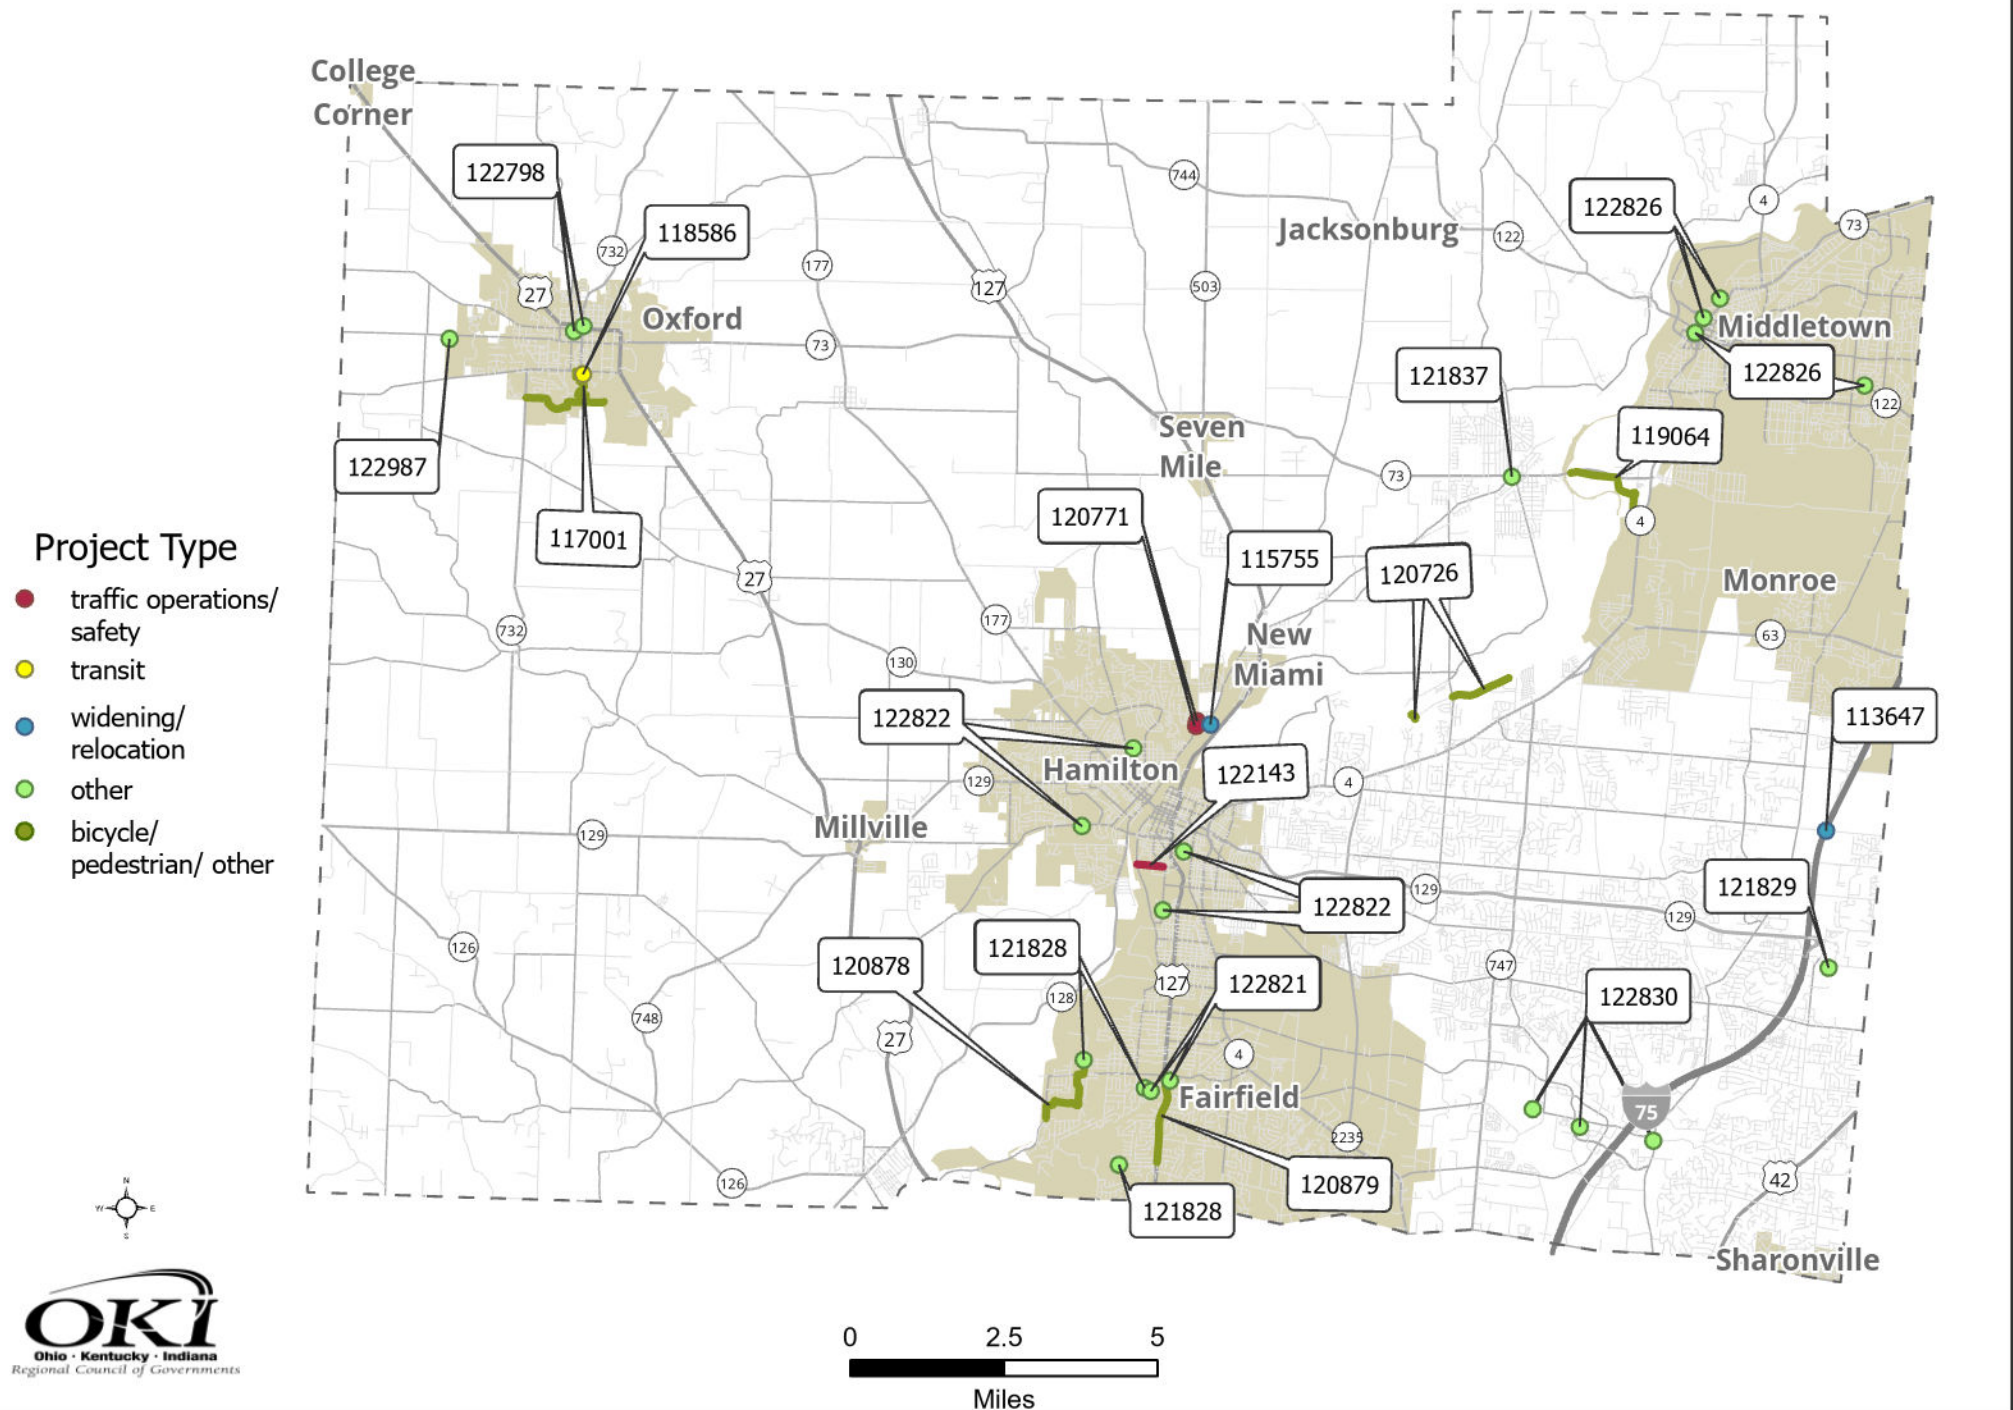 College
Corner
122798
118586
732
27
Oxford
177
73
122987
117001
744
Jacksonburg
122
127
503
122826
4
73
Middletown
122826
122
121837
119064
Seven
Mile
73
4
120771
115755
120726
Monroe
63
Project Type
traffic operations/
safety
transit
widening/
relocation
other
bicycle/
pedestrian/ other
27
732
130
177
New
Miami
122822
Hamilton
129
122143
4
113647
Millville
129
129
122822
121829
129
126
120878
121828
128
127
122821
747
122830
748
27
4
Fairfield
75
2235
120879
126
121828
42
Sharonville
N
W
E
S
OKI
Ohio · Kentucky · Indiana
Regional Council of Governments
0 2.5 5
Miles